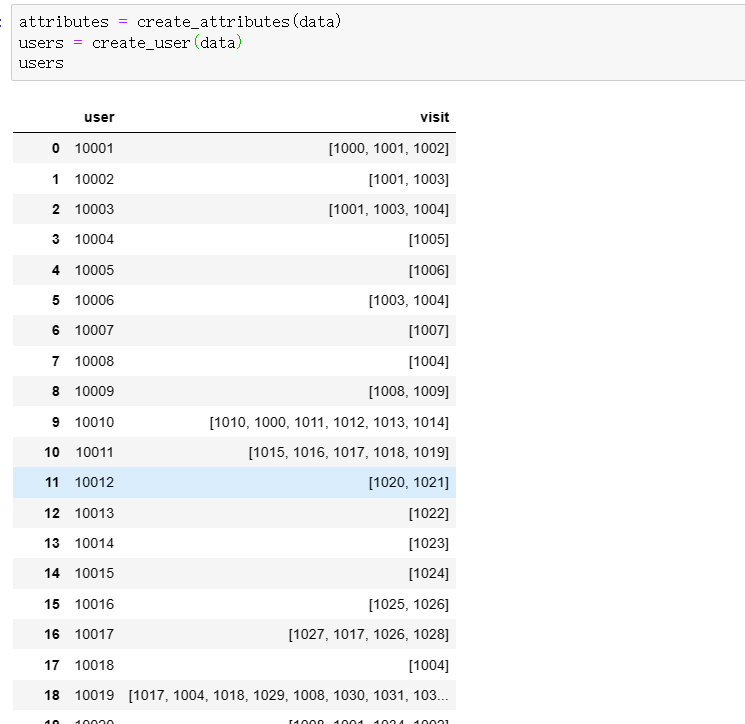 attributes = create_attributes(data)
users = create_user(data)
users
user visit
0 10001 [1000, 1001, 1002]
1 10002 [1001, 1003]
2 10003 [1001, 1003, 1004]
3 10004 [1005]
4 10005 [1006]
5 10006 [1003, 1004]
6 10007 [1007]
7 10008 [1004]
8 10009 [1008, 1009]
9 10010 [1010, 1000, 1011, 1012, 1013, 1014]
10 10011 [1015, 1016, 1017, 1018, 1019]
11 10012 [1020, 1021]
12 10013 [1022]
13 10014 [1023]
14 10015 [1024]
15 10016 [1025, 1026]
16 10017 [1027, 1017, 1026, 1028]
17 10018 [1004]
18 10019 [1017, 1004, 1018, 1029, 1008, 1030, 1031, 103...